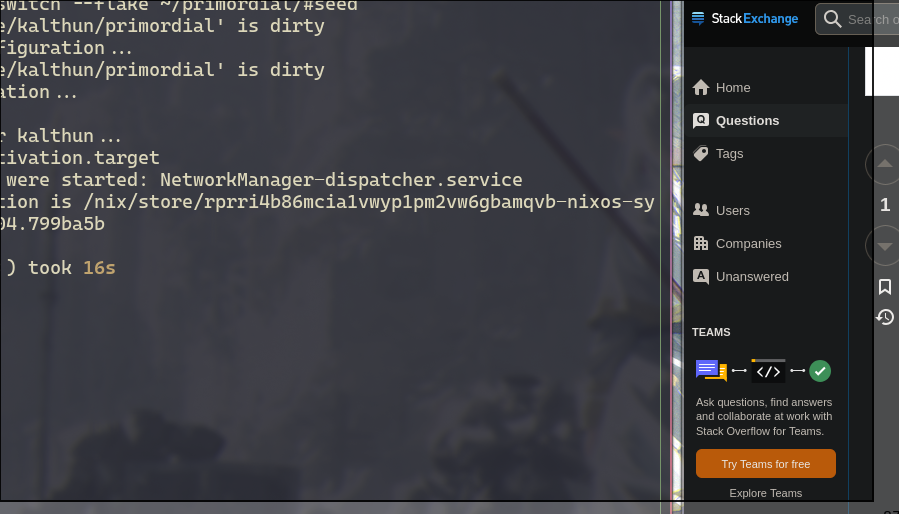 switch --flake ~/primordial/#seed
e/kalthun/primordial' is dirty
figuration...
e/kalthun/primordial' is dirty
ation...
r kalthun...
tivation.target
were started: NetworkManager-dispatcher.service
tion is /nix/store/rprri4b86mcia1vwyp1pm2vw6gbamqvb-nixos-sy
04.799ba5b
) took 16s
StackExchange
Search o
Home
Questions
Tags
Users
Companies
Unanswered
1
TEAMS
Ask questions, find answers
and collaborate at work with
Stack Overflow for Teams.
Try Teams for free
Explore Teams